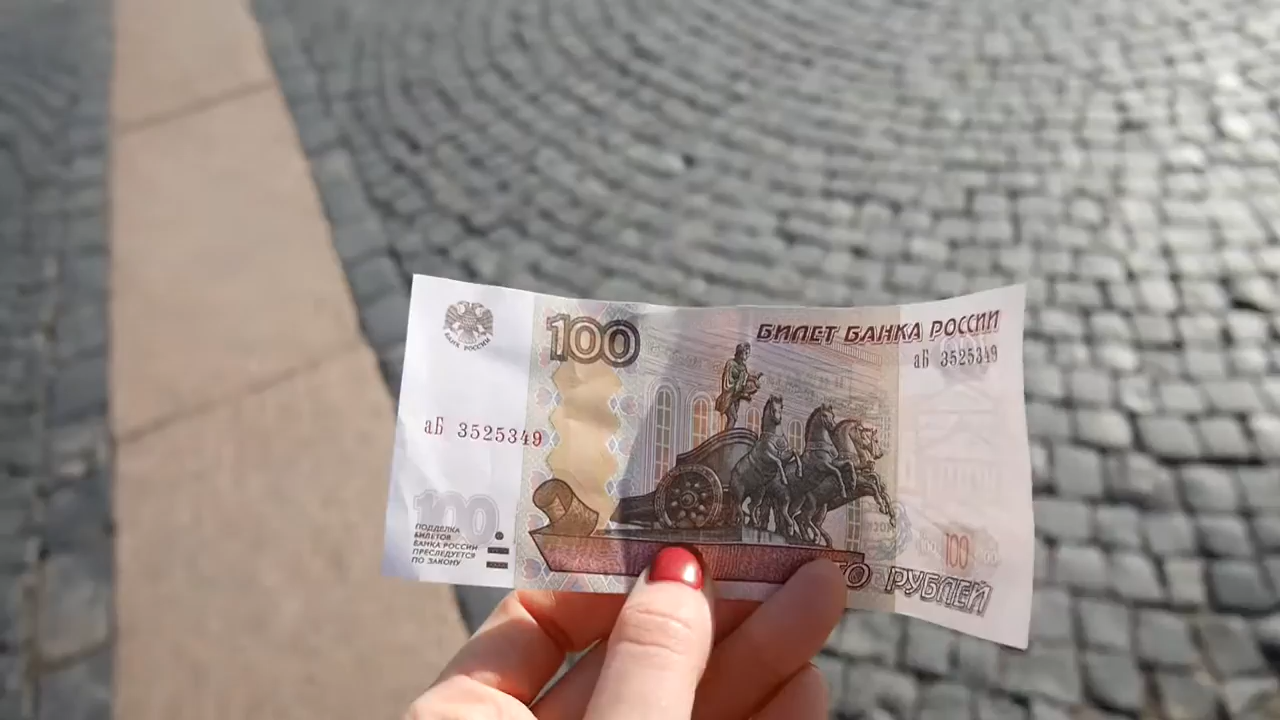 БАНК РОССИИ
100
БИЛЕТ БАНКА РОССИИ
аБ 3525349
аБ 3525349
100
ПОДДЕЛКА
БИЛЕТОВ
БАНКА РОССИИ
ПРЕСЛЕДУЕТСЯ
ПО ЗАКОНУ
100
РУБЛЕЙ